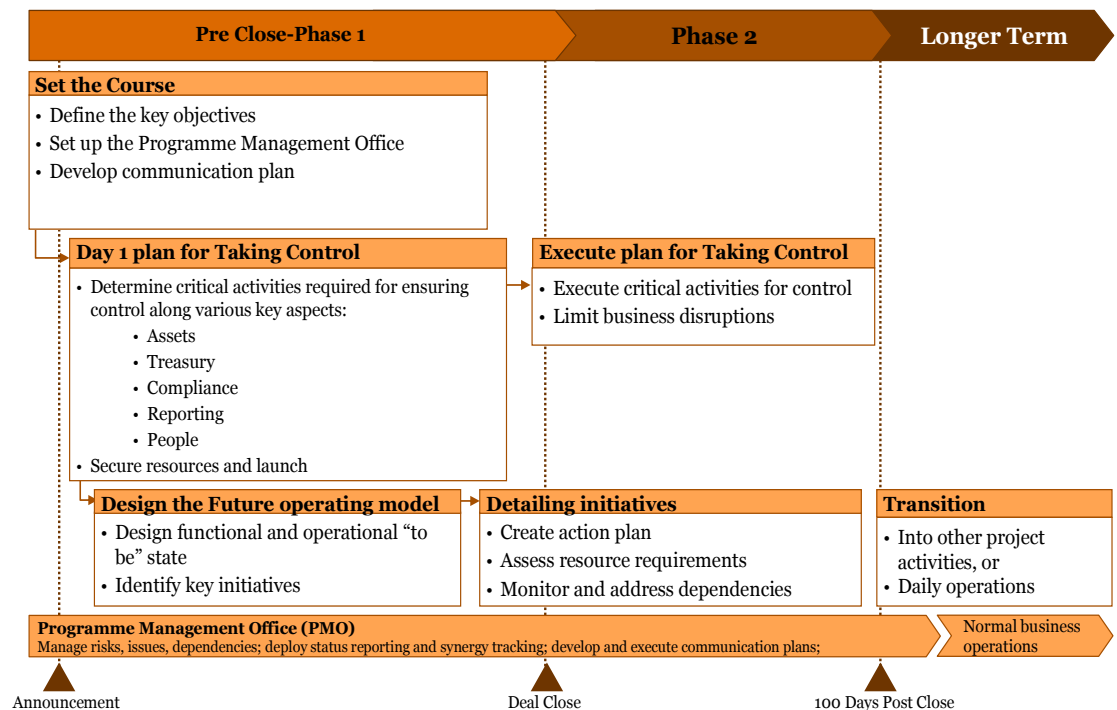 Pre Close-Phase 1
Phase 2
Longer Term
Set the Course
• Define the key objectives
• Set up the Programme Management Office
• Develop communication plan
Day 1 plan for Taking Control
• Determine critical activities required for ensuring
control along various key aspects:
• Assets
• Treasury
• Compliance
• Reporting
• People
• Secure resources and launch
Execute plan for Taking Control
• Execute critical activities for control
• Limit business disruptions
Design the Future operating model
• Design functional and operational “to
be” state
• Identify key initiatives
Detailing initiatives
• Create action plan
• Assess resource requirements
• Monitor and address dependencies
Transition
• Into other project
activities, or
• Daily operations
Programme Management Office (PMO)
Manage risks, issues, dependencies; deploy status reporting and synergy tracking; develop and execute communication plans;
Normal business
operations
Announcement
Deal Close
100 Days Post Close